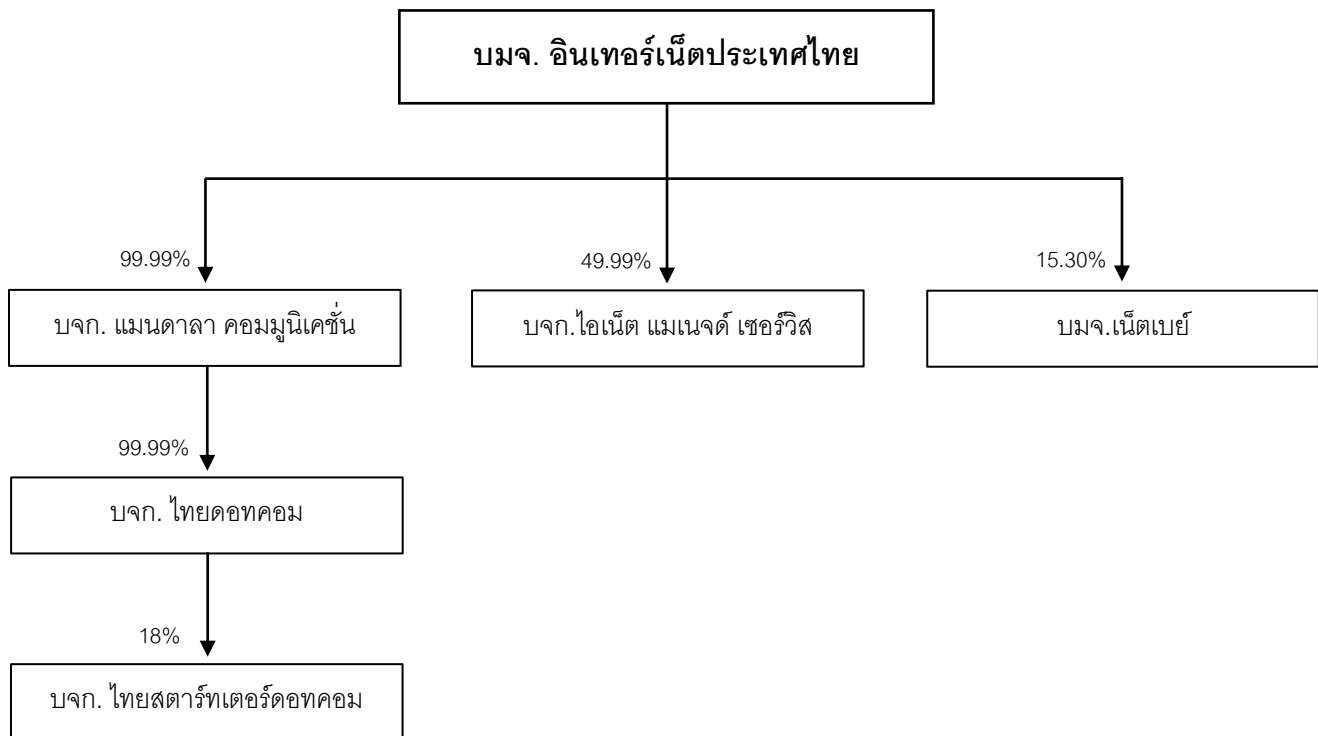 บมจ. อินเทอร์เน็ตประเทศไทย
99.99%
49.99%
15.30%
บจก. แมนดาลา คอมมูนิเคชั่น
บจก.ไอเน็ต แมเนจด์ เซอร์วิส
บมจ.เน็ตเบย์
99.99%
บจก. ไทยดอทคอม
18%
บจก. ไทยสตาร์ทเตอร์ดอทคอม